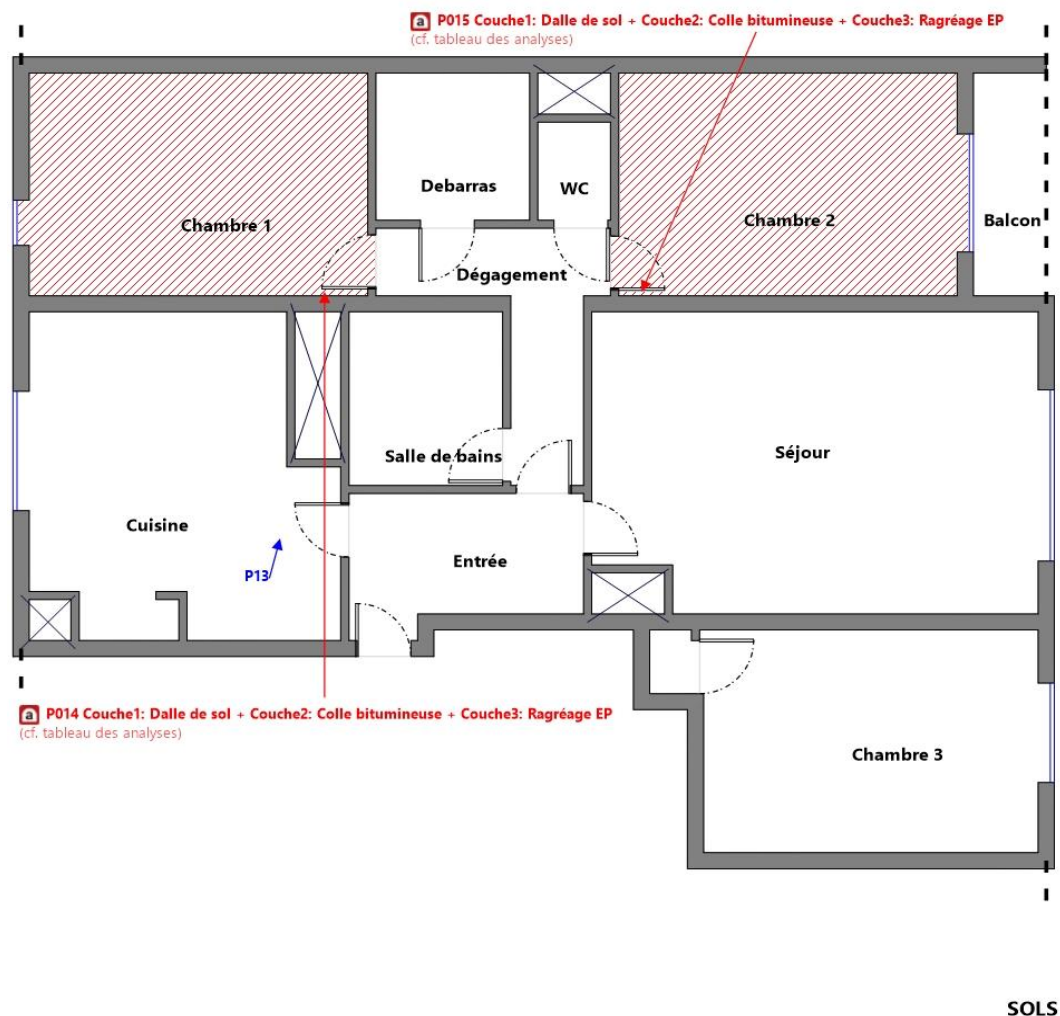 a P015 Couche1: Dalle de sol + Couche2: Colle bitumineuse + Couche3: Ragréage EP
(cf. tableau des analyses)
Debarras
WC
Chambre 1
Chambre 2
Balcon
Dégagement
Salle de bains
Séjour
Cuisine
Entrée
P13
a P014 Couche1: Dalle de sol + Couche2: Colle bitumineuse + Couche3: Ragréage EP
(cf. tableau des analyses)
Chambre 3
SOLS